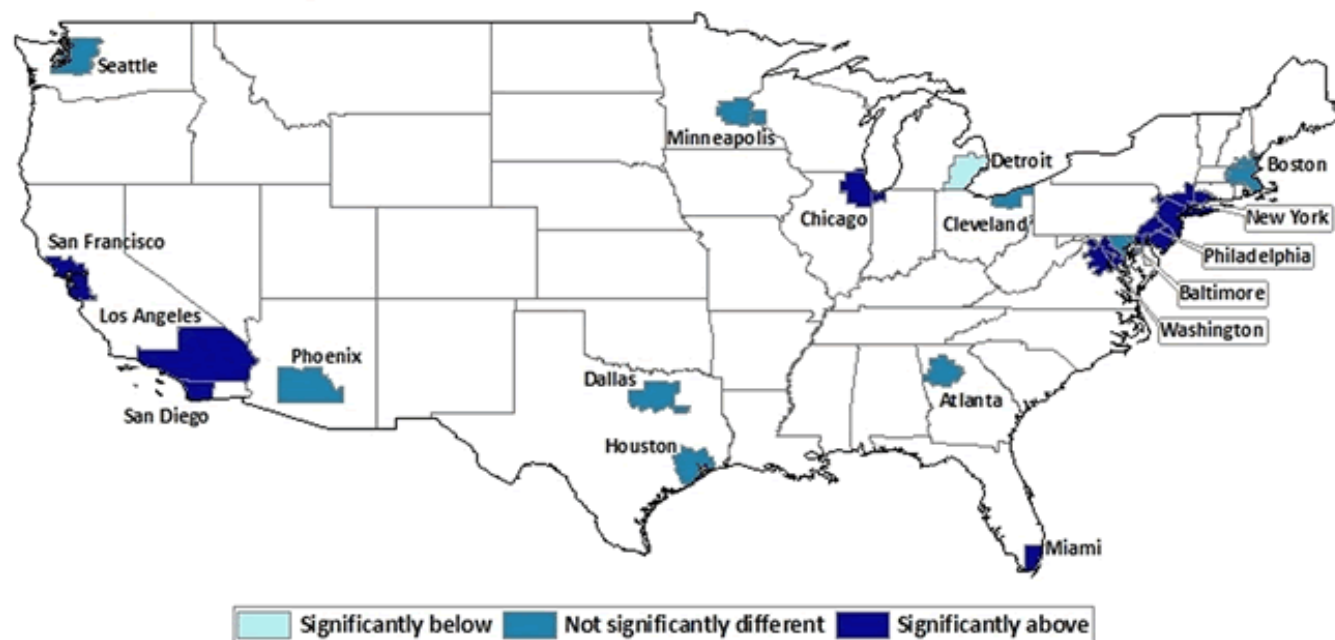 Seattle
Minneapolis
Detroit
Boston
Chicago
Cleveland
New York
San Francisco
Philadelphia
Baltimore
Los Angeles
Washington
Phoenix
Dallas
Atlanta
San Diego
Houston
Miami
Significantly below
Not significantly different
Significantly above